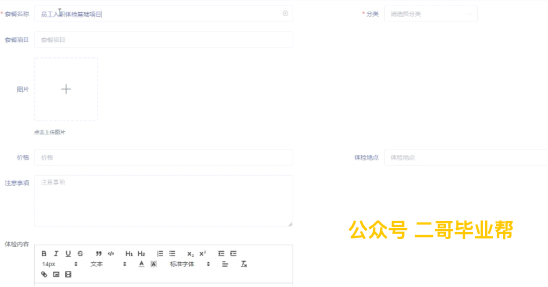 * 套餐名称 员工入职体检套餐项目
* 分类 请选择分类
套餐项目 套餐项目
图片
点击上传图片
价格 价格
体检地点 体检地点
注意事项 注意事项
公众号 二哥毕业帮
体检内容
B I U S H1 H2 x₂ x²
14px 文本 A 标准字体